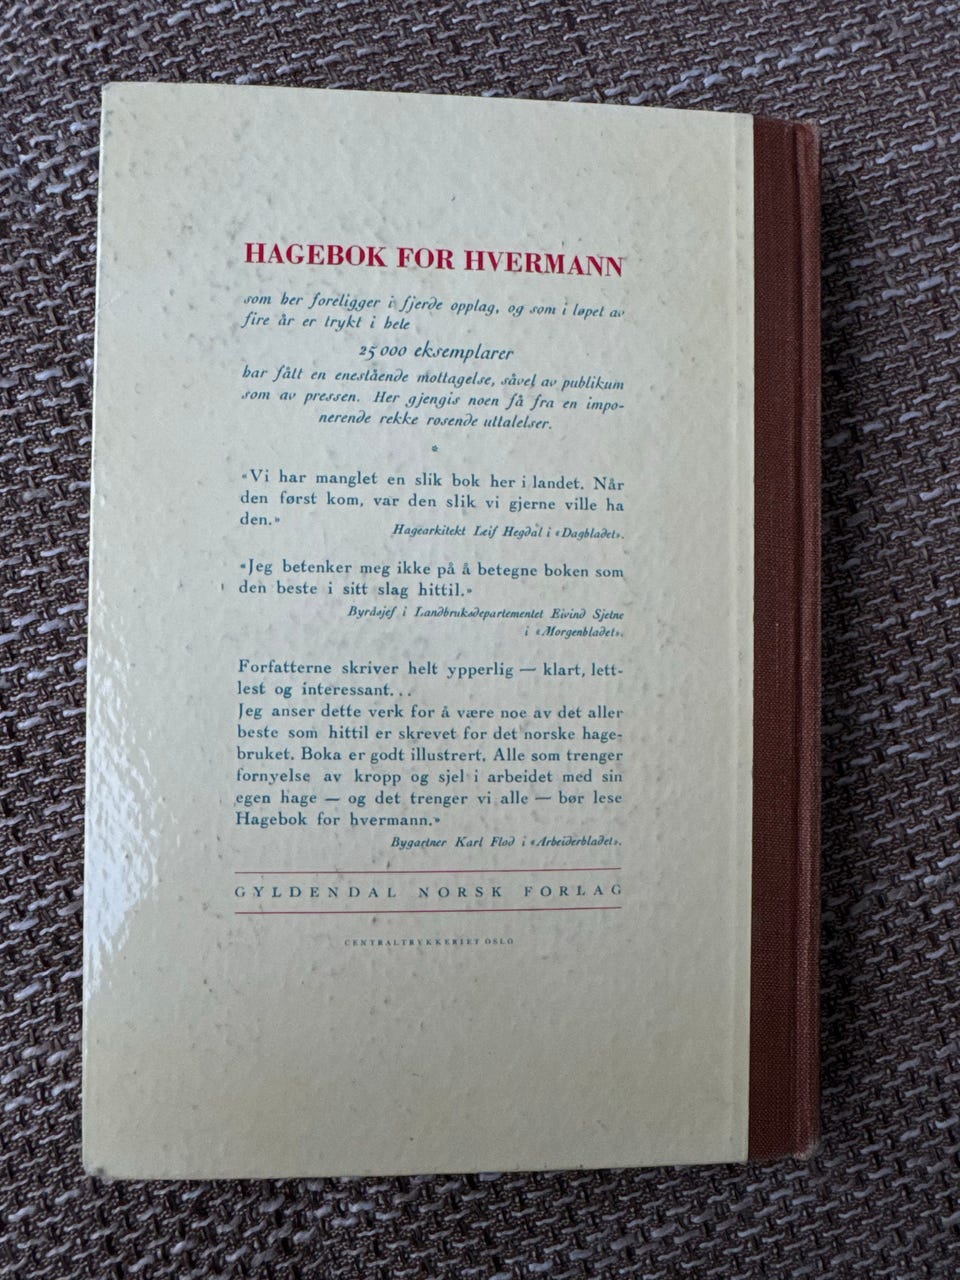 HAGEBOK FOR HVERMANN
som her foreligger i fjerde opplag, og som i løpet av
fire år er trykt i hele
25 000 eksemplarer
har fått en enestående mottagelse, såvel av publikum
som av pressen. Her gjengis noen få fra en impo-
nerende rekke rosende uttalelser.
*
«Vi har manglet en slik bok her i landet. Når
den først kom, var den slik vi gjerne ville ha
den.»
Hagearkitekt Leif Hegdal i «Dagbladet».
«Jeg betenker meg ikke på å betegne boken som
den beste i sitt slag hittil.»
Byråsjef i Landbruksdepartementet Eivind Sjetne
i «Morgenbladet».
Forfatterne skriver helt ypperlig — klart, lett-
lest og interessant...
Jeg anser dette verk for å være noe av det aller
beste som hittil er skrevet for det norske hage-
bruket. Boka er godt illustrert. Alle som trenger
fornyelse av kropp og sjel i arbeidet med sin
egen hage — og det trenger vi alle — bør lese
Hagebok for hvermann.»
Bygartner Karl Flod i «Arbeiderbladet».
GYLDENDAL NORSK FORLAG
CENTRALTRYKKERIET OSLO